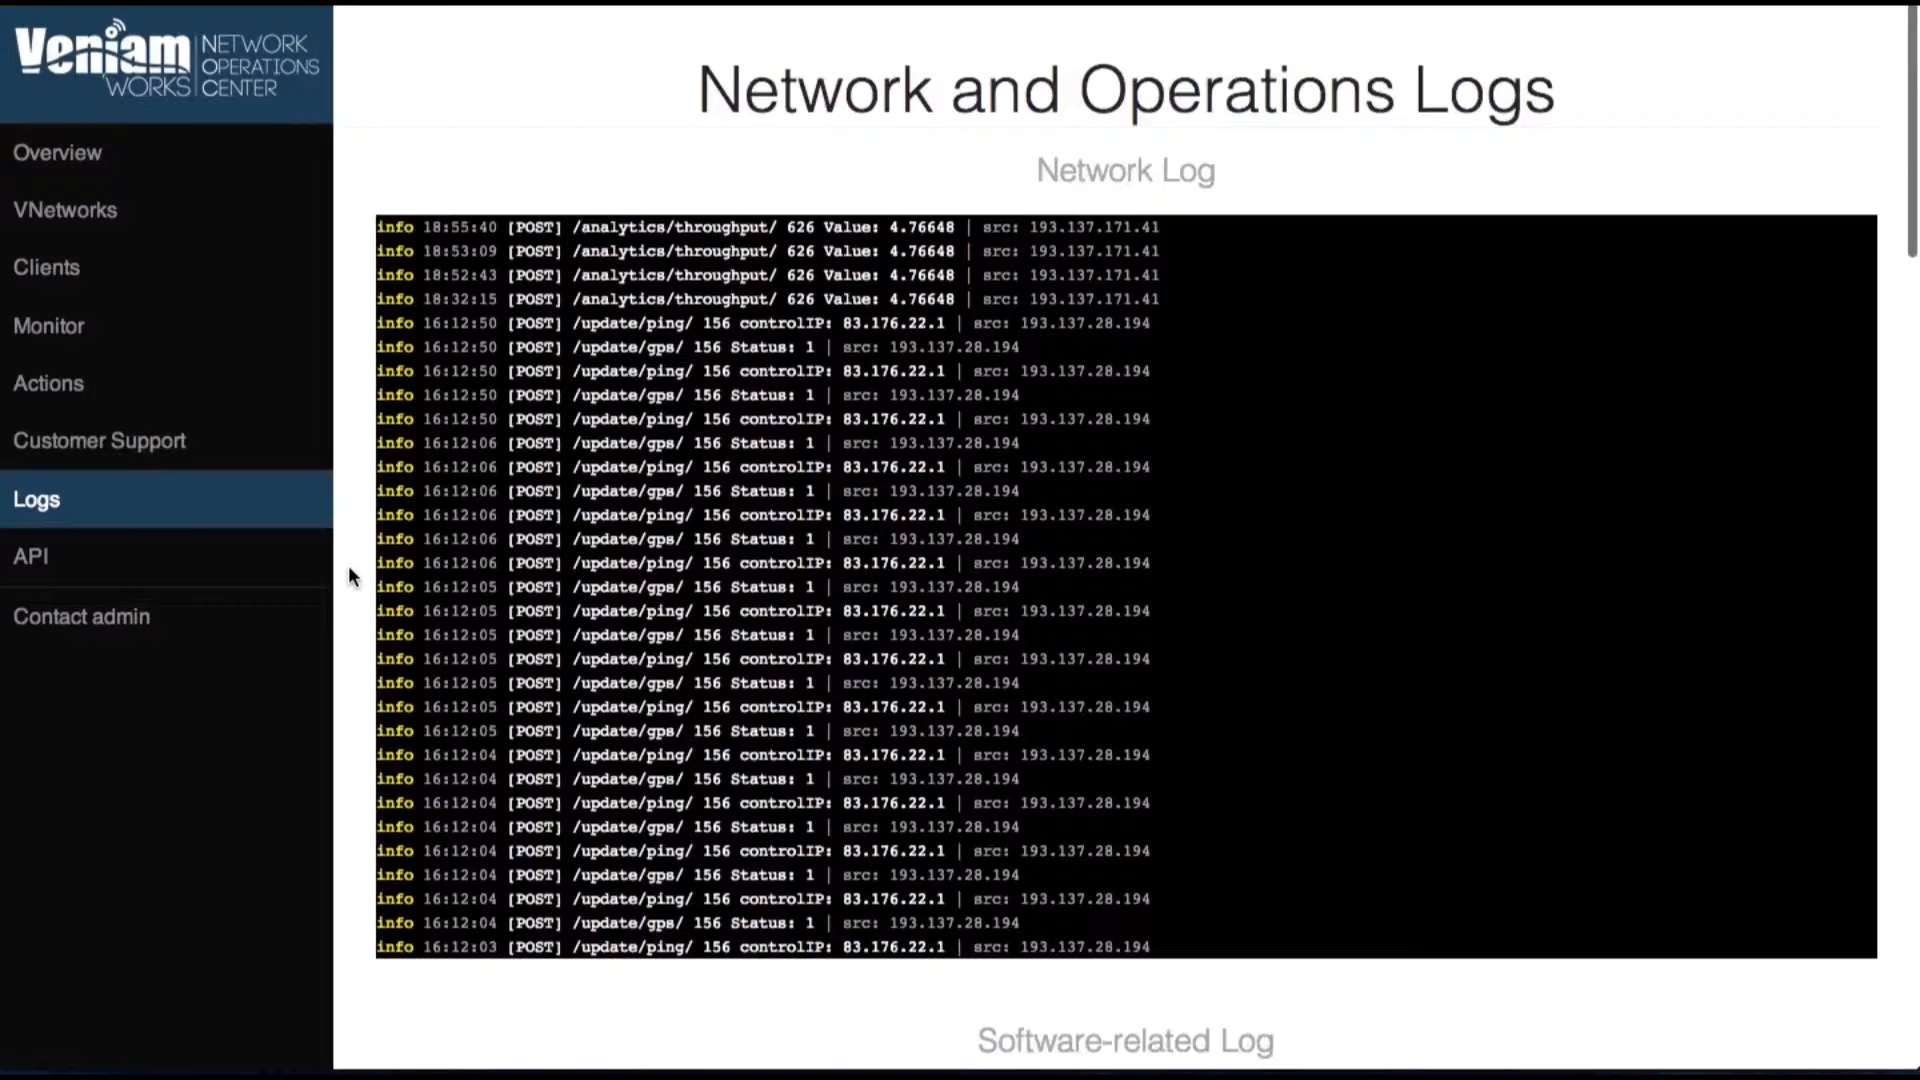 Veniam WORKS NETWORK OPERATIONS CENTER
Overview
VNetworks
Clients
Monitor
Actions
Customer Support
Logs
API
Contact admin
Network and Operations Logs
Network Log
info 18:55:40 [POST] /analytics/throughput/ 626 Value: 4.76648 | src: 193.137.171.41
info 18:53:09 [POST] /analytics/throughput/ 626 Value: 4.76648 | src: 193.137.171.41
info 18:52:43 [POST] /analytics/throughput/ 626 Value: 4.76648 | src: 193.137.171.41
info 18:32:15 [POST] /analytics/throughput/ 626 Value: 4.76648 | src: 193.137.171.41
info 16:12:50 [POST] /update/ping/ 156 controlIP: 83.176.22.1 | src: 193.137.28.194
info 16:12:50 [POST] /update/gps/ 156 Status: 1 | src: 193.137.28.194
info 16:12:50 [POST] /update/ping/ 156 controlIP: 83.176.22.1 | src: 193.137.28.194
info 16:12:50 [POST] /update/gps/ 156 Status: 1 | src: 193.137.28.194
info 16:12:50 [POST] /update/ping/ 156 controlIP: 83.176.22.1 | src: 193.137.28.194
info 16:12:06 [POST] /update/gps/ 156 Status: 1 | src: 193.137.28.194
info 16:12:06 [POST] /update/ping/ 156 controlIP: 83.176.22.1 | src: 193.137.28.194
info 16:12:06 [POST] /update/gps/ 156 Status: 1 | src: 193.137.28.194
info 16:12:06 [POST] /update/ping/ 156 controlIP: 83.176.22.1 | src: 193.137.28.194
info 16:12:06 [POST] /update/gps/ 156 Status: 1 | src: 193.137.28.194
info 16:12:06 [POST] /update/ping/ 156 controlIP: 83.176.22.1 | src: 193.137.28.194
info 16:12:05 [POST] /update/gps/ 156 Status: 1 | src: 193.137.28.194
info 16:12:05 [POST] /update/ping/ 156 controlIP: 83.176.22.1 | src: 193.137.28.194
info 16:12:05 [POST] /update/gps/ 156 Status: 1 | src: 193.137.28.194
info 16:12:05 [POST] /update/ping/ 156 controlIP: 83.176.22.1 | src: 193.137.28.194
info 16:12:05 [POST] /update/gps/ 156 Status: 1 | src: 193.137.28.194
info 16:12:05 [POST] /update/ping/ 156 controlIP: 83.176.22.1 | src: 193.137.28.194
info 16:12:05 [POST] /update/gps/ 156 Status: 1 | src: 193.137.28.194
info 16:12:04 [POST] /update/ping/ 156 controlIP: 83.176.22.1 | src: 193.137.28.194
info 16:12:04 [POST] /update/gps/ 156 Status: 1 | src: 193.137.28.194
info 16:12:04 [POST] /update/ping/ 156 controlIP: 83.176.22.1 | src: 193.137.28.194
info 16:12:04 [POST] /update/gps/ 156 Status: 1 | src: 193.137.28.194
info 16:12:04 [POST] /update/ping/ 156 controlIP: 83.176.22.1 | src: 193.137.28.194
info 16:12:04 [POST] /update/gps/ 156 Status: 1 | src: 193.137.28.194
info 16:12:04 [POST] /update/ping/ 156 controlIP: 83.176.22.1 | src: 193.137.28.194
info 16:12:04 [POST] /update/gps/ 156 Status: 1 | src: 193.137.28.194
info 16:12:03 [POST] /update/ping/ 156 controlIP: 83.176.22.1 | src: 193.137.28.194
Software-related Log